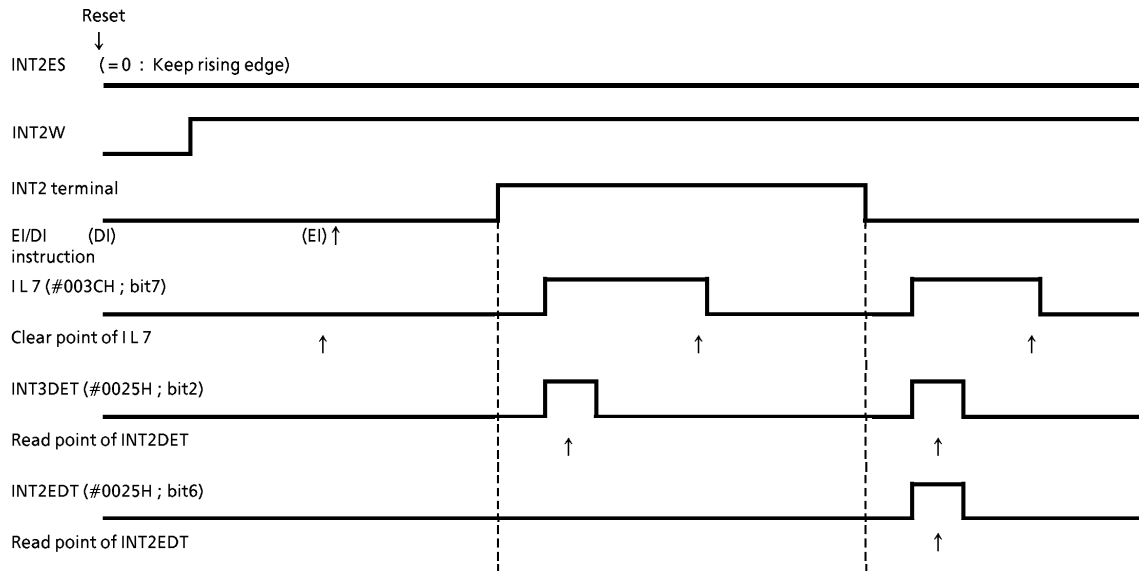 Reset
↓
INT2ES (=0 : Keep rising edge)
INT2W
INT2 terminal
EI/DI (DI) (EI) ↑
instruction
I L 7 (#003CH ; bit7)
Clear point of I L 7 ↑ ↑ ↑
INT3DET (#0025H ; bit2)
Read point of INT2DET ↑ ↑
INT2EDT (#0025H ; bit6)
Read point of INT2EDT ↑